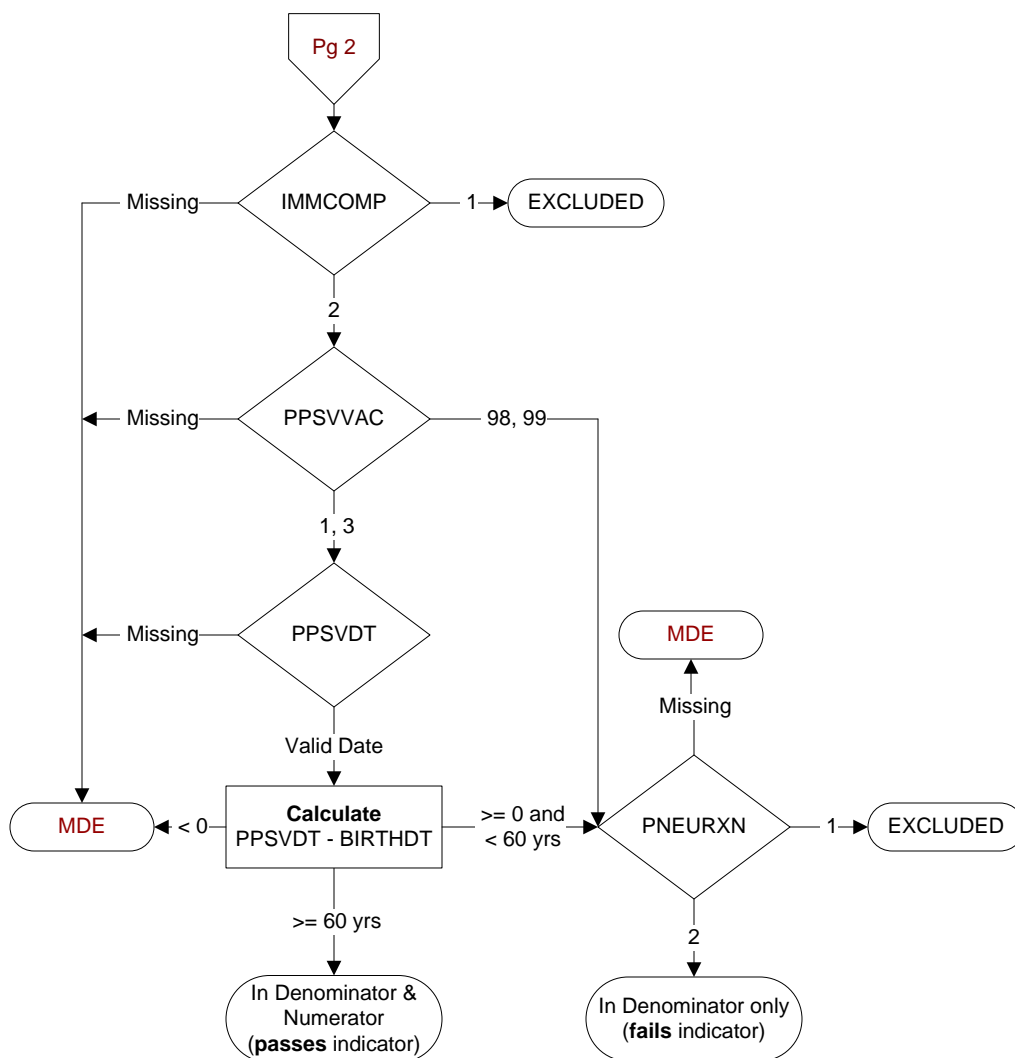 Pg 2
IMMCOMP
Missing
1
EXCLUDED
2
PPSVVAC
Missing
98, 99
1, 3
PPSVDT
Missing
MDE
Missing
Valid Date
Calculate
PPSVDT - BIRTHDT
< 0
MDE
>= 0 and
< 60 yrs
PNEURXN
1
EXCLUDED
>= 60 yrs
2
In Denominator &
Numerator
(passes indicator)
In Denominator only
(fails indicator)